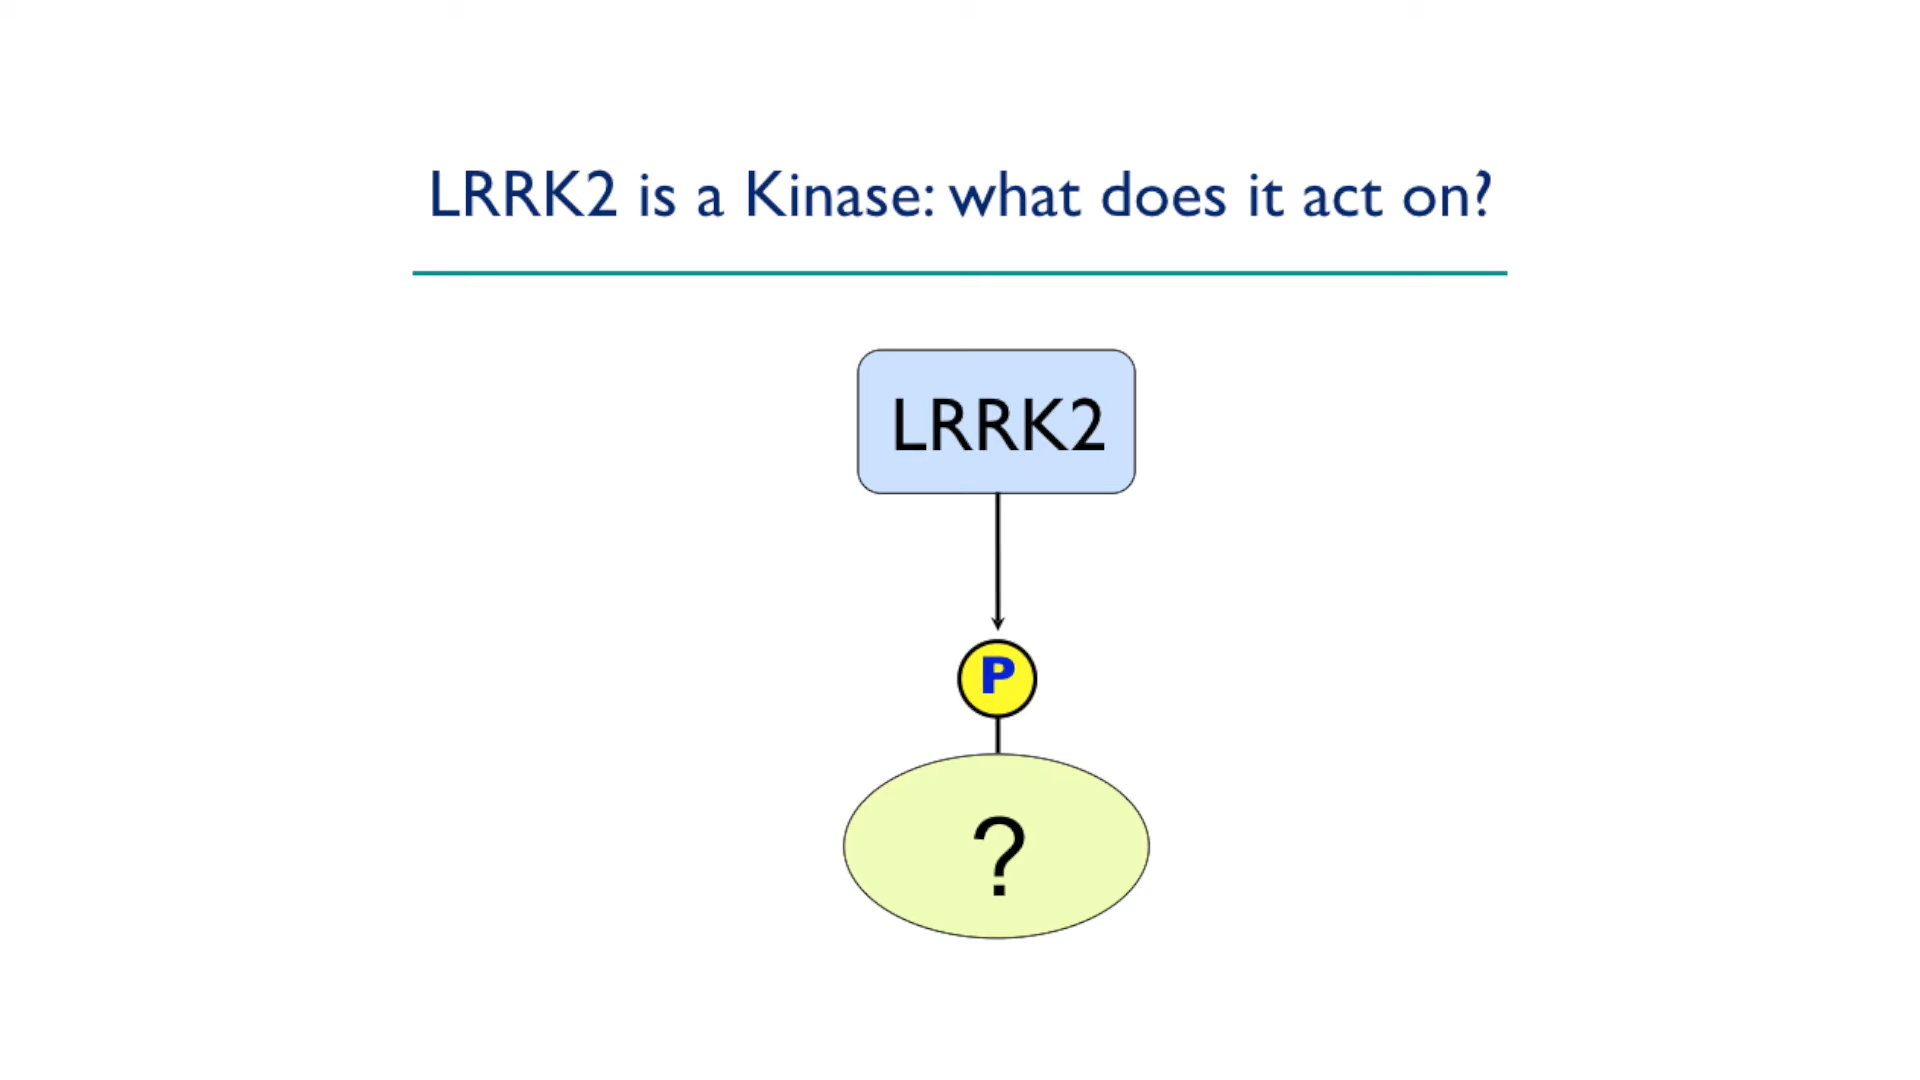 LRRK2 is a Kinase: what does it act on?
LRRK2
P
?